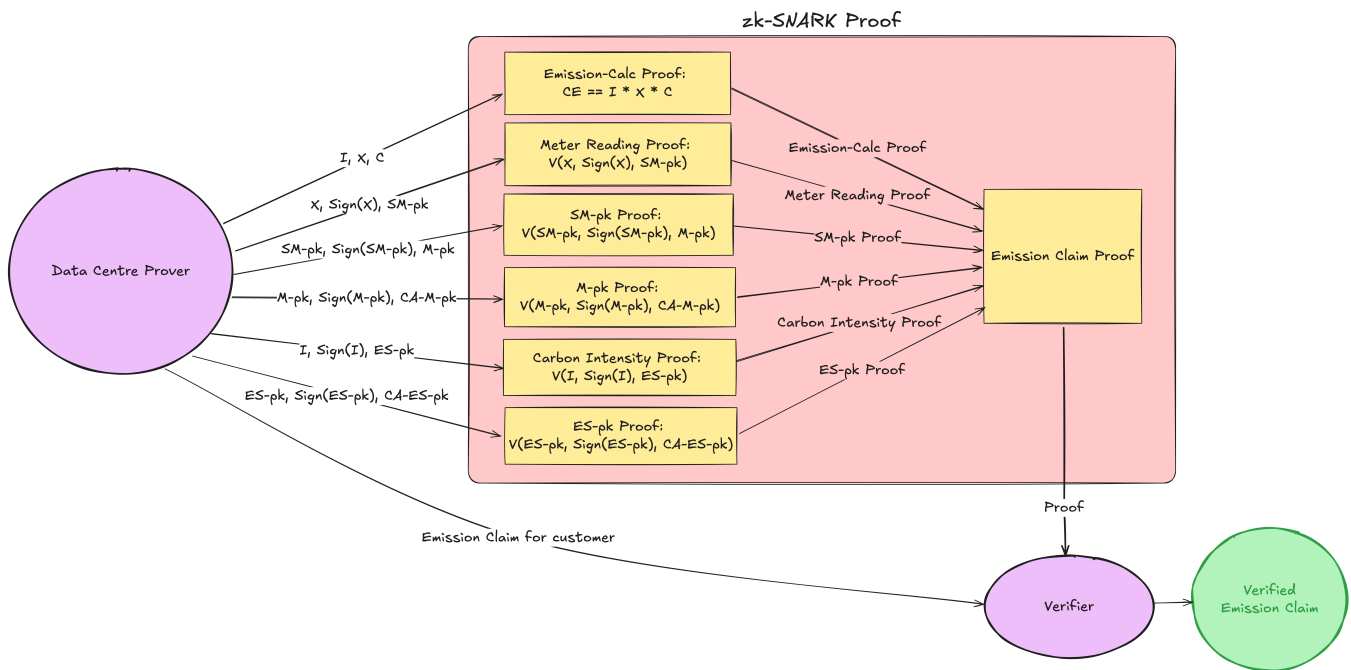 zk-SNARK Proof
Emission-Calc Proof:
CE == I * X * C
Meter Reading Proof:
V(X, Sign(X), SM-pk)
SM-pk Proof:
V(SM-pk, Sign(SM-pk), M-pk)
M-pk Proof:
V(M-pk, Sign(M-pk), CA-M-pk)
Carbon Intensity Proof:
V(I, Sign(I), ES-pk)
ES-pk Proof:
V(ES-pk, Sign(ES-pk), CA-ES-pk)
Data Centre Prover
I, X, C
X, Sign(X), SM-pk
SM-pk, Sign(SM-pk), M-pk
M-pk, Sign(M-pk), CA-M-pk
I, Sign(I), ES-pk
ES-pk, Sign(ES-pk), CA-ES-pk
Emission-Calc Proof
Meter Reading Proof
SM-pk Proof
M-pk Proof
Carbon Intensity Proof
ES-pk Proof
Emission Claim Proof
Proof
Emission Claim for customer
Verifier
Verified
Emission Claim